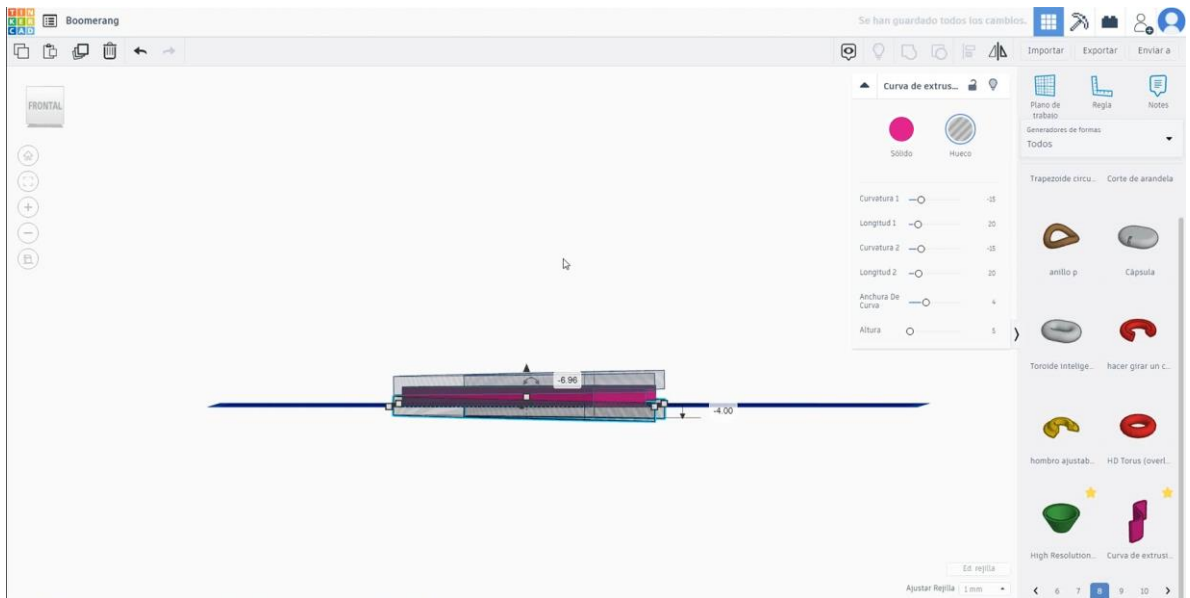 TIN
KER
CAD
Boomerang
Se han guardado todos los cambios.
Importar
Exportar
Enviar a
FRONTAL
Curva de extrus...
Sólido
Hueco
Curvatura 1
-15
Longitud 1
20
Curvatura 2
-15
Longitud 2
20
Anchura De
Curva
4
Altura
5
Plano de
trabajo
Regla
Notes
Generadores de formas
Todos
Trapezoide circu...
Corte de arandela
anillo p
Cápsula
Toroide intelige...
hacer girar un c...
hombro ajustab...
HD Torus (overl...
High Resolution...
Curva de extrusi...
-6.96
-4.00
Ed. rejilla
Ajustar Rejilla
1 mm
6
7
8
9
10